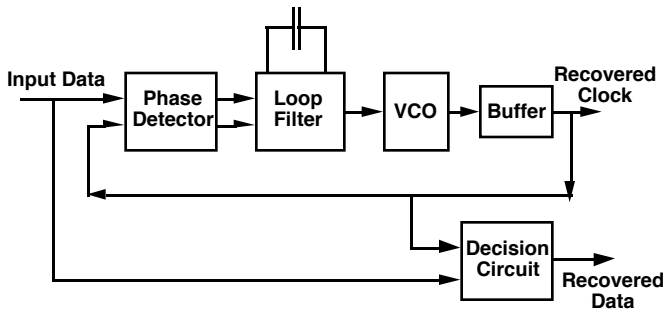 Input Data
Phase
Detector
Loop
Filter
VCO
Buffer
Recovered
Clock
Decision
Circuit
Recovered
Data